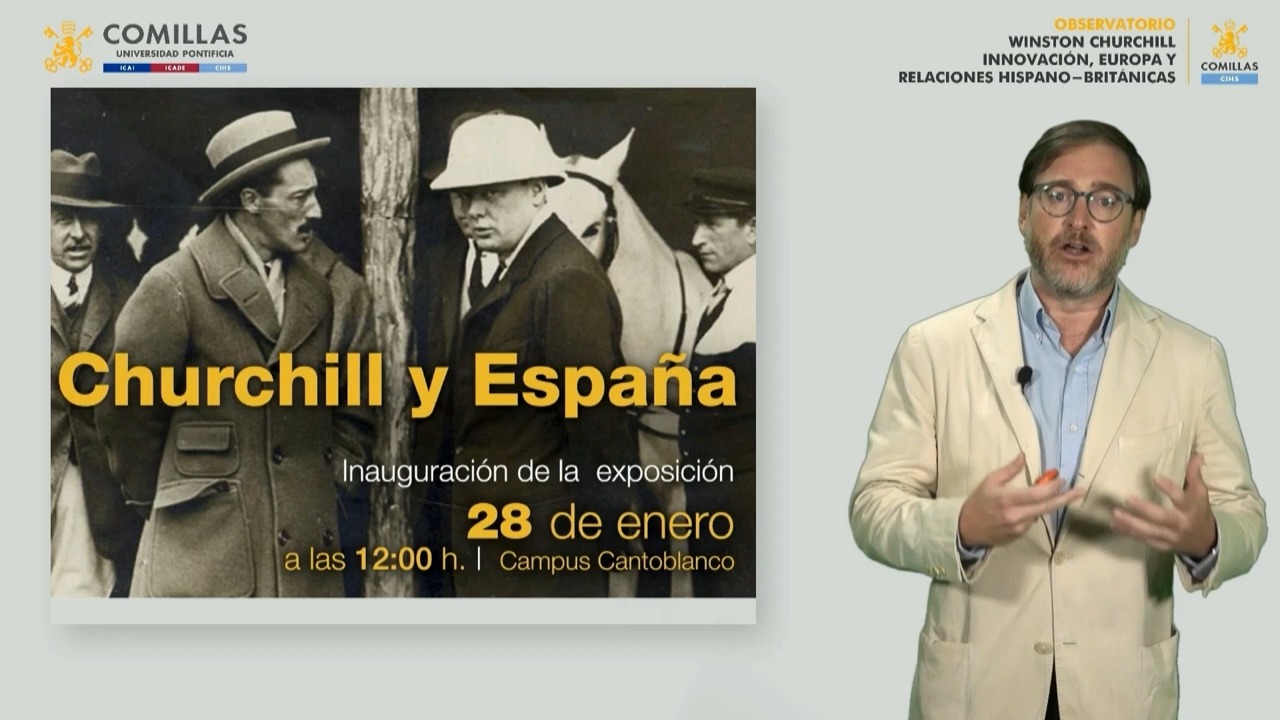 COMILLAS
UNIVERSIDAD PONTIFICIA
ICAI ICADE CIHS
OBSERVATORIO
WINSTON CHURCHILL
INNOVACIÓN, EUROPA Y
RELACIONES HISPANO–BRITÁNICAS
COMILLAS
CIHS
Churchill y España
Inauguración de la exposición
28 de enero
a las 12:00 h. | Campus Cantoblanco